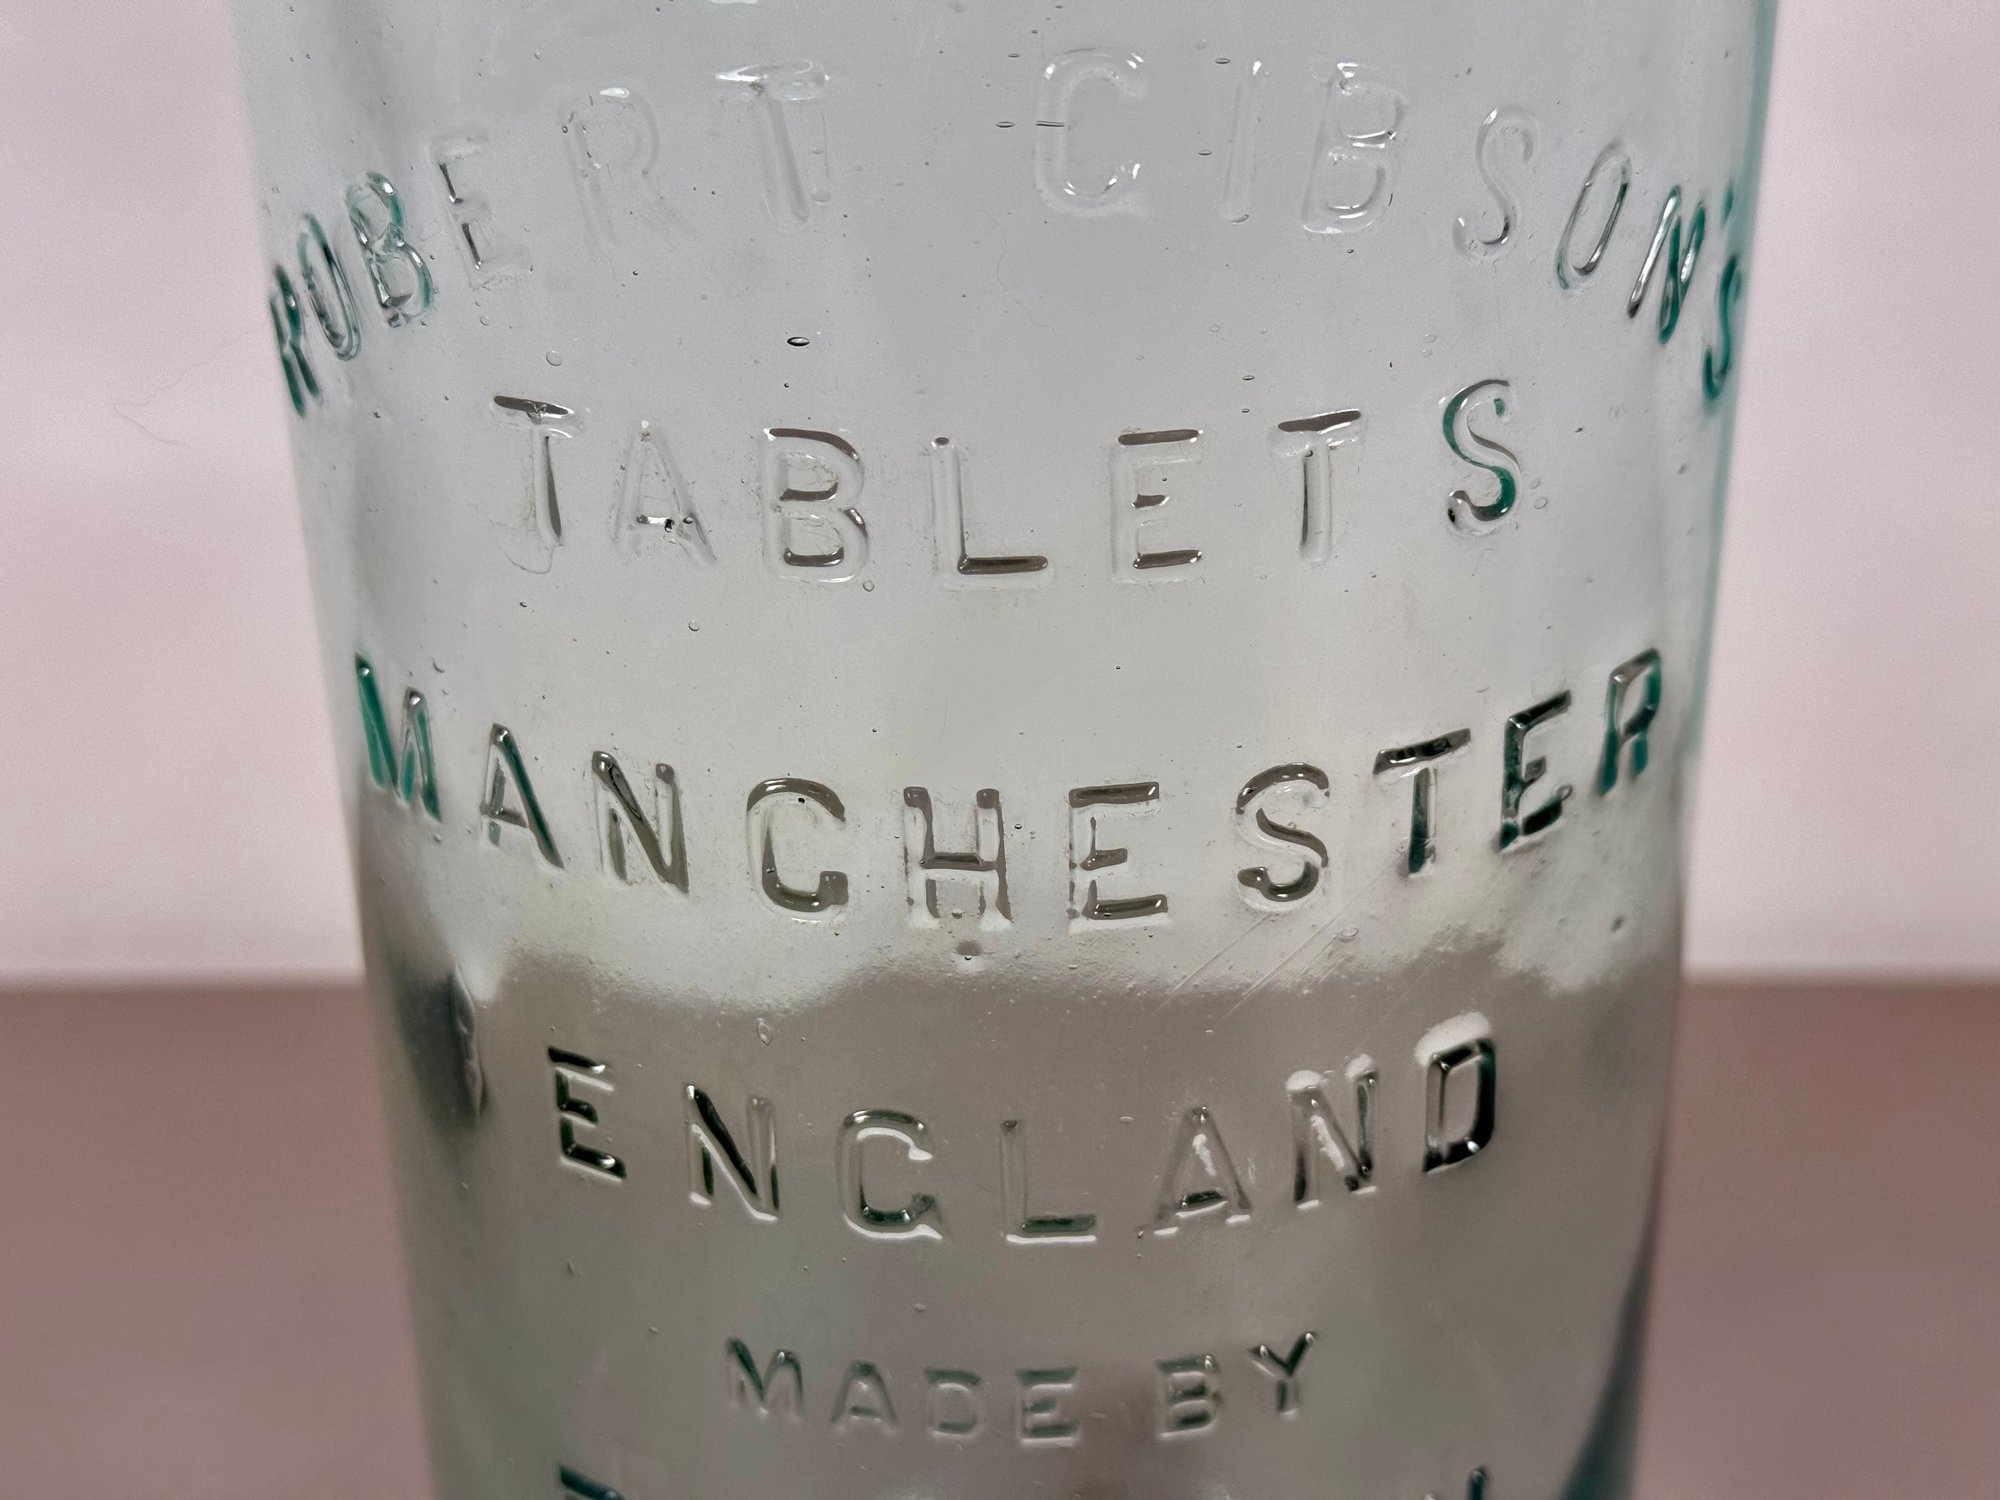 ROBERT GIBSON'S
TABLETS
MANCHESTER
ENGLAND
MADE BY